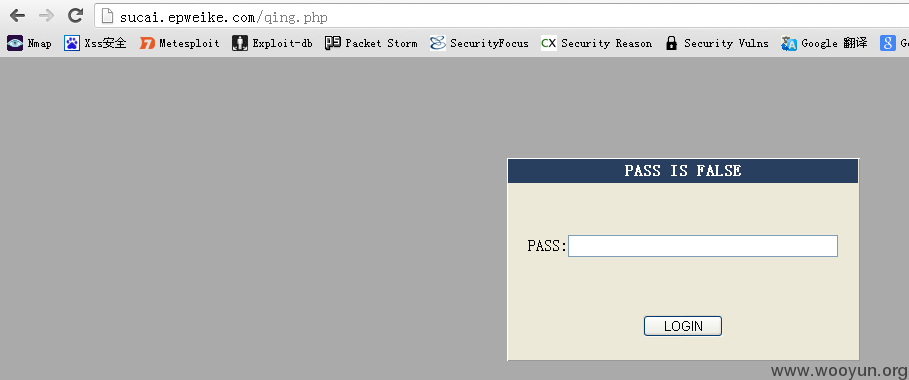 sucai.epweike.com/qing.php
Nmap Xss安全 Metesploit Exploit-db Packet Storm SecurityFocus Security Reason Security Vulns Google 翻译
PASS IS FALSE
PASS:
LOGIN
www.wooyun.org